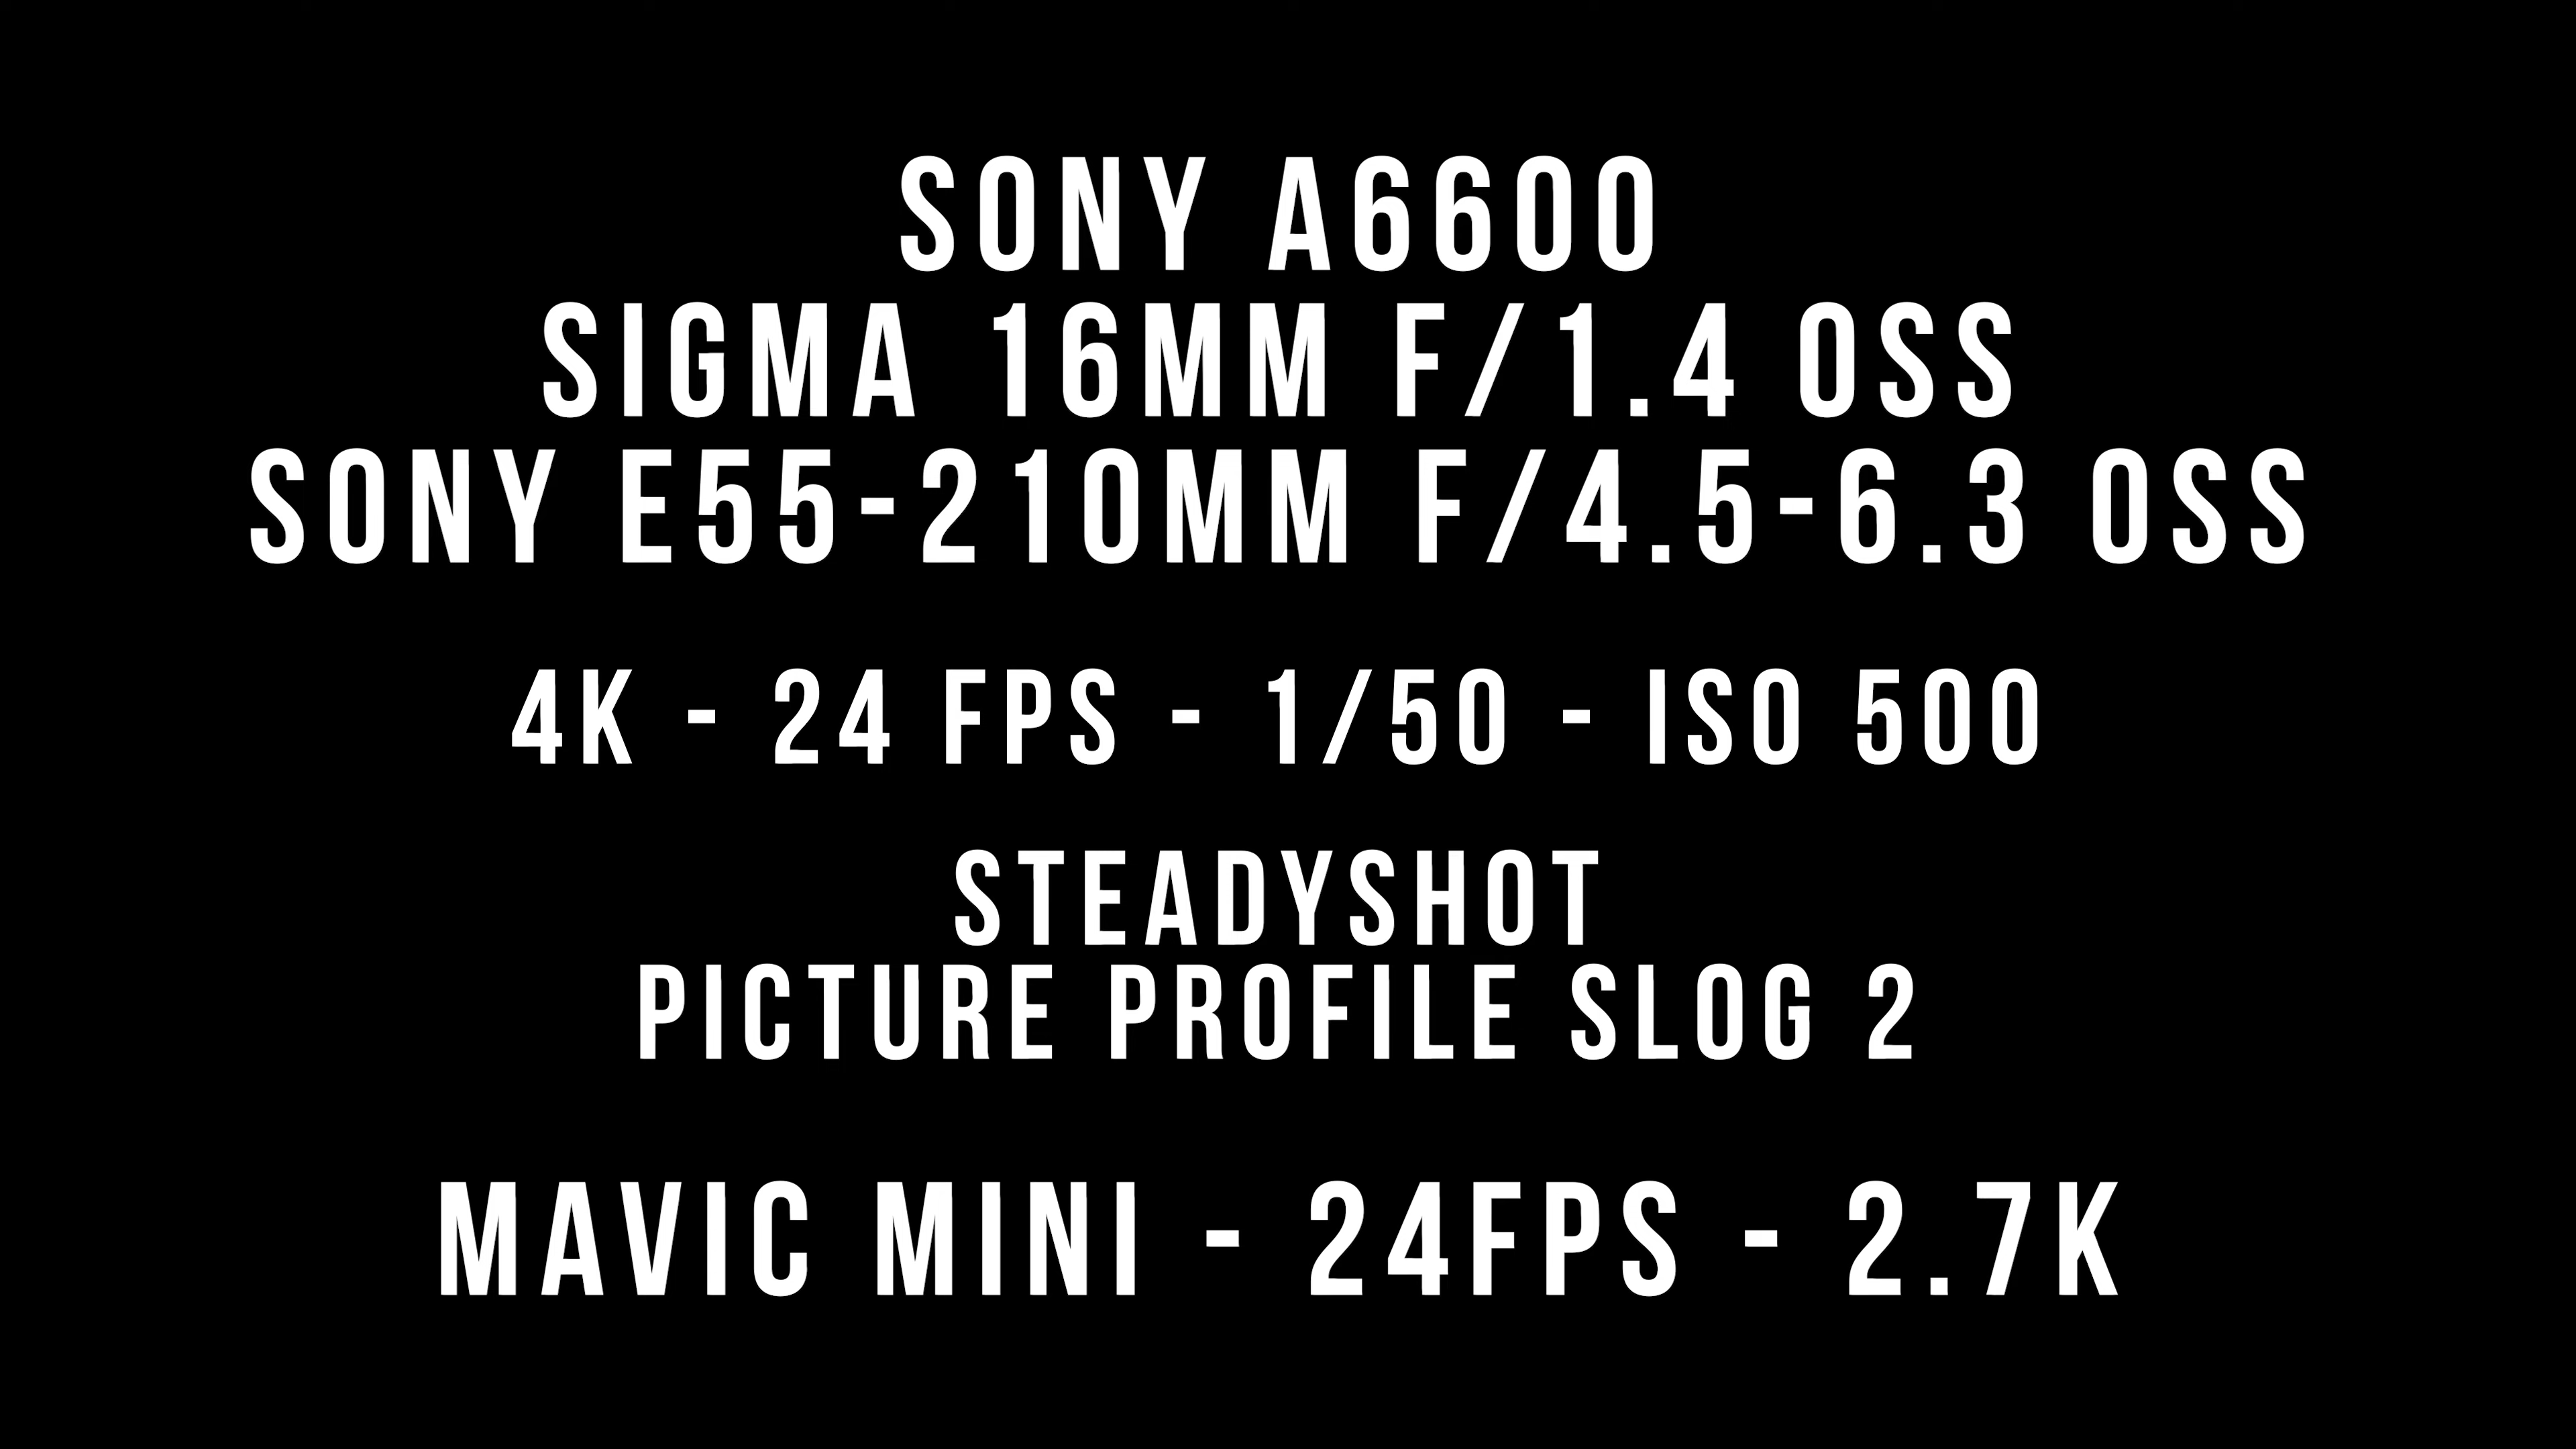 SONY A6600
SIGMA 16MM F/1.4 OSS
SONY E55-210MM F/4.5-6.3 OSS
4K - 24 FPS - 1/50 - ISO 500
STEADYSHOT
PICTURE PROFILE SLOG 2
MAVIC MINI - 24FPS - 2.7K